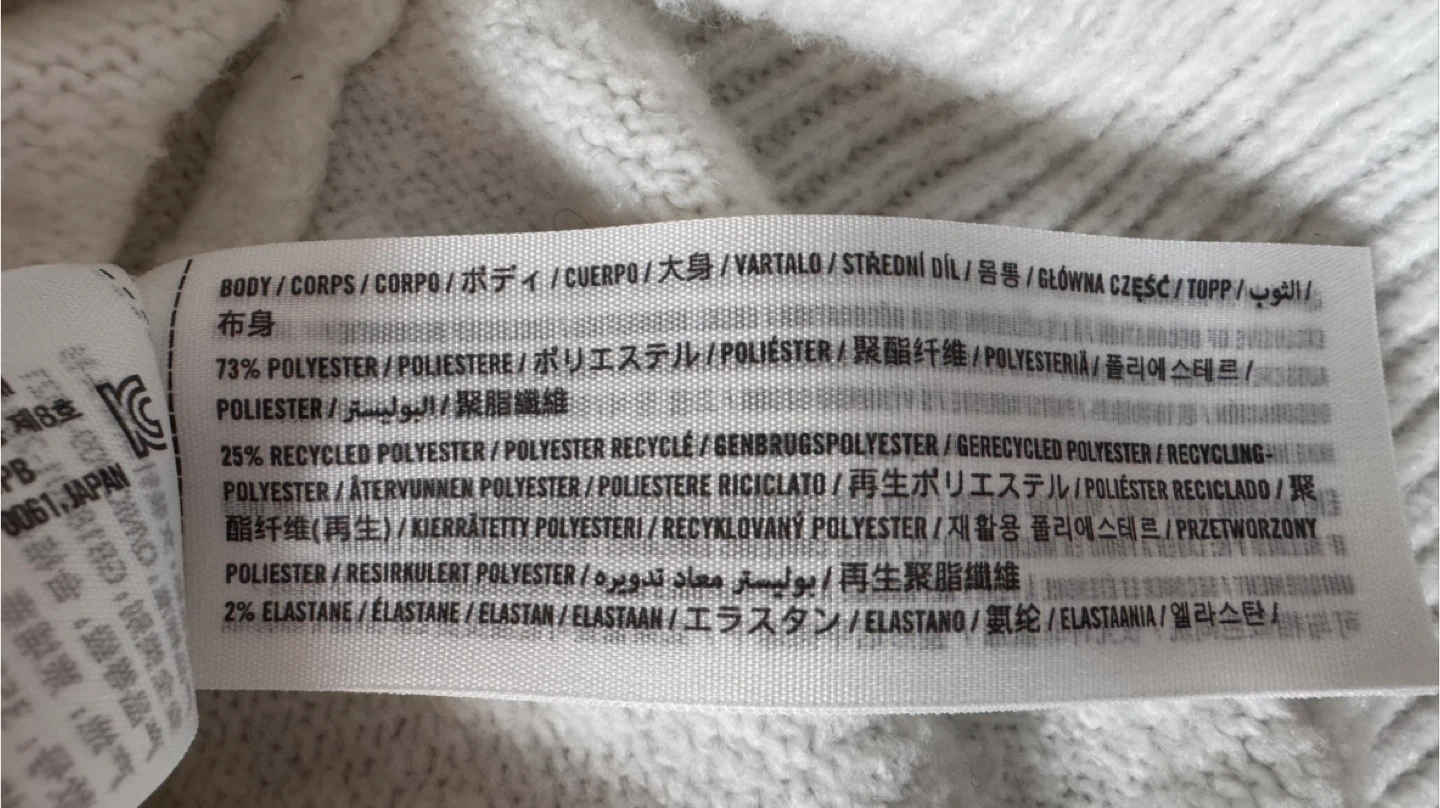 BODY / CORPS / CORPO / ボディ / CUERPO / 大身 / VARTALO / STŘEDNÍ DÍL / 몸통 / GŁÓWNA CZĘŚĆ / TOPP / الثوب /
布身
73% POLYESTER / POLIESTERE / ポリエステル / POLIÉSTER / 聚酯纤维 / POLYESTERIÄ / 폴리에스테르 /
POLIESTER / البوليستر / 聚脂纖維
25% RECYCLED POLYESTER / POLYESTER RECYCLÉ / GENBRUGSPOLYESTER / GERECYCLED POLYESTER / RECYCLING-
POLYESTER / ÅTERVUNNEN POLYESTER / POLIESTERE RICICLATO / 再生ポリエステル / POLIÉSTER RECICLADO / 聚
酯纤维(再生) / KIERRÄTETTY POLYESTERI / RECYKLOVANÝ POLYESTER / 재활용 폴리에스테르 / PRZETWORZONY
POLIESTER / RESIRKULERT POLYESTER / بوليستر معاد تدويره / 再生聚脂纖維
2% ELASTANE / ÉLASTANE / ELASTAN / ELASTAAN / エラスタン / ELASTANO / 氨纶 / ELASTAANIA / 엘라스탄 /
제8호
PB
0061, JAPAN